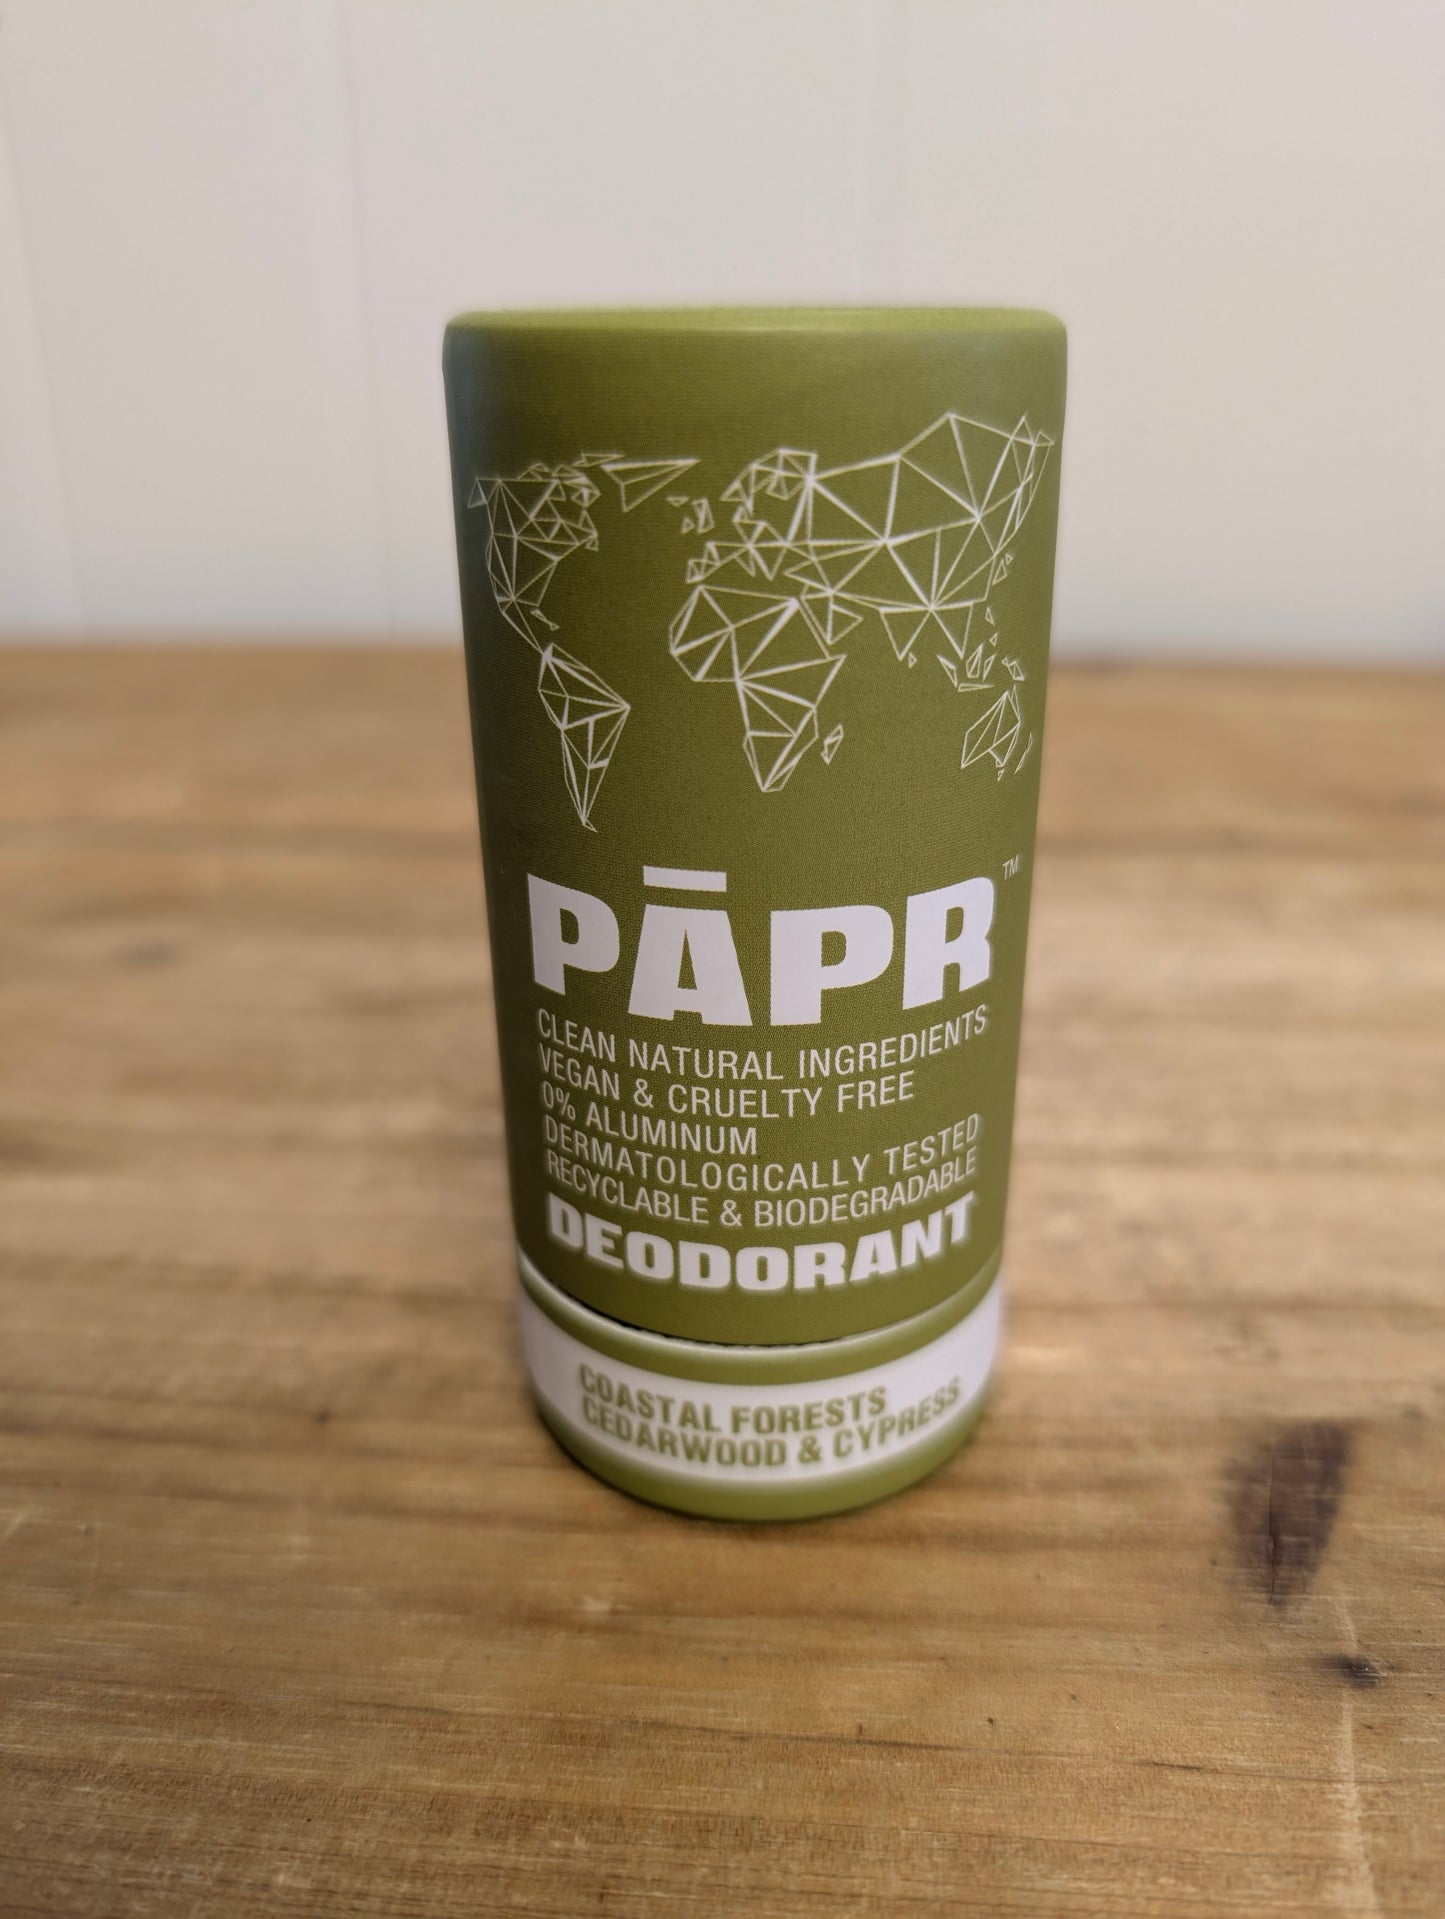 PĀPR™
CLEAN NATURAL INGREDIENTS
VEGAN & CRUELTY FREE
0% ALUMINUM
DERMATOLOGICALLY TESTED
RECYCLABLE & BIODEGRADABLE
DEODORANT
COASTAL FORESTS
CEDARWOOD & CYPRESS